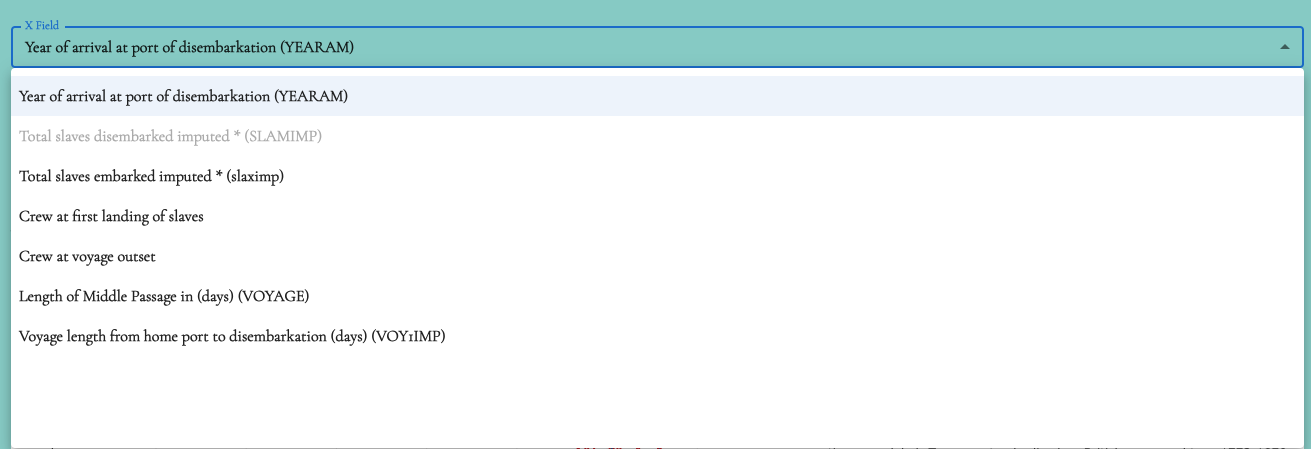 X Field
Year of arrival at port of disembarkation (YEARAM)
Year of arrival at port of disembarkation (YEARAM)
Total slaves disembarked imputed * (SLAMIMP)
Total slaves embarked imputed * (slaximp)
Crew at first landing of slaves
Crew at voyage outset
Length of Middle Passage in (days) (VOYAGE)
Voyage length from home port to disembarkation (days) (VOY1IMP)